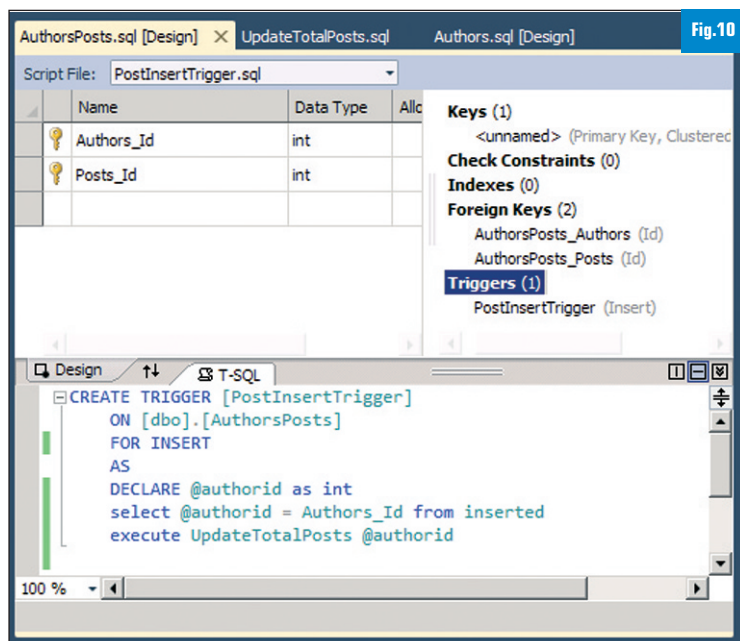 AuthorsPosts.sql [Design] UpdateTotalPosts.sql Authors.sql [Design] Fig.10
Script File: PostInsertTrigger.sql
Name Data Type Allo
Authors_Id int
Posts_Id int
Keys (1)
<unnamed> (Primary Key, Clustered
Check Constraints (0)
Indexes (0)
Foreign Keys (2)
AuthorsPosts_Authors (Id)
AuthorsPosts_Posts (Id)
Triggers (1)
PostInsertTrigger (Insert)
Design T-SQL
CREATE TRIGGER [PostInsertTrigger]
ON [dbo].[AuthorsPosts]
FOR INSERT
AS
DECLARE @authorid as int
select @authorid = Authors_Id from inserted
execute UpdateTotalPosts @authorid
100 %